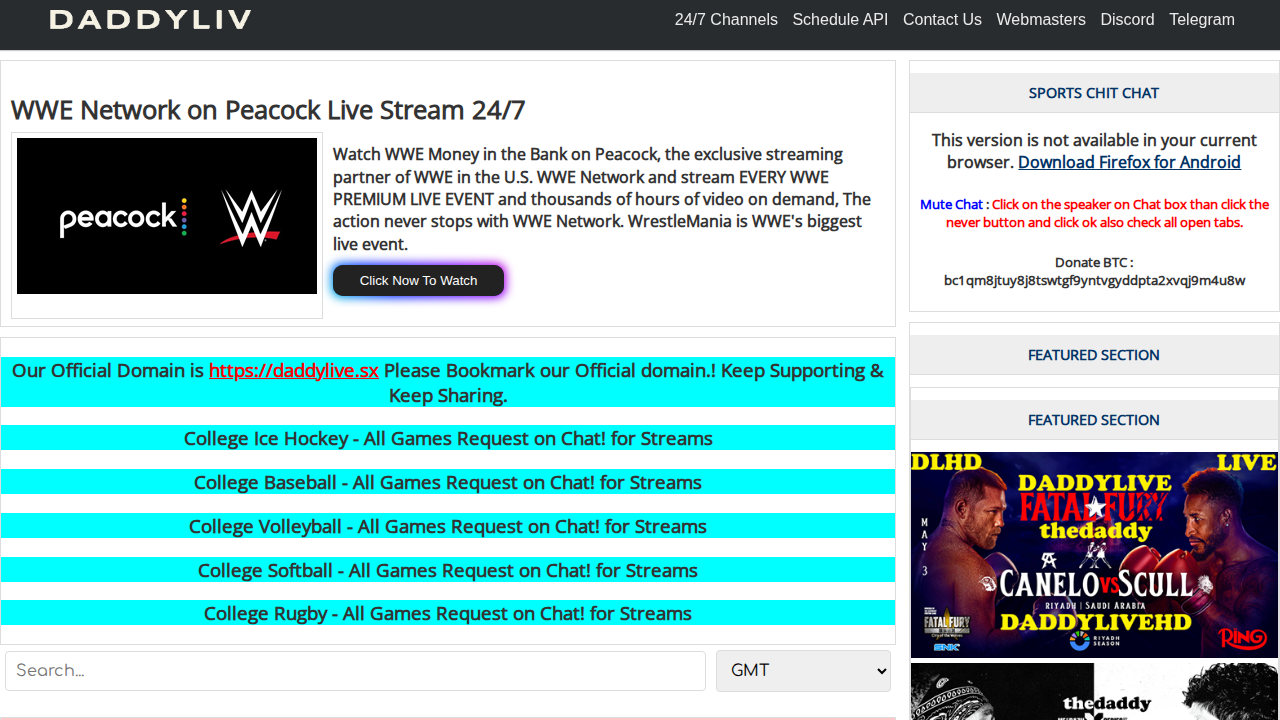 DADDYLIV
24/7 Channels Schedule API Contact Us Webmasters Discord Telegram
WWE Network on Peacock Live Stream 24/7
peacock
Watch WWE Money in the Bank on Peacock, the exclusive streaming
partner of WWE in the U.S. WWE Network and stream EVERY WWE
PREMIUM LIVE EVENT and thousands of hours of video on demand, The
action never stops with WWE Network. WrestleMania is WWE's biggest
live event.
Click Now To Watch
Our Official Domain is https://daddylive.sx Please Bookmark our Official domain.! Keep Supporting &
Keep Sharing.
College Ice Hockey - All Games Request on Chat! for Streams
College Baseball - All Games Request on Chat! for Streams
College Volleyball - All Games Request on Chat! for Streams
College Softball - All Games Request on Chat! for Streams
College Rugby - All Games Request on Chat! for Streams
Search...
GMT
SPORTS CHIT CHAT
This version is not available in your current
browser. Download Firefox for Android
Mute Chat : Click on the speaker on Chat box than click the
never button and click ok also check all open tabs.
Donate BTC :
bc1qm8jtuy8j8tswtgf9yntvgyddpta2xvqj9m4u8w
FEATURED SECTION
FEATURED SECTION
DLHD LIVE
DADDYLIVE
FATAL FURY
thedaddy
MAY 3
CANELO VS SCULL
RIYADH | SAUDI ARABIA
DADDYLIVEHD
FATAL FURY
City of the Wolves
SNK
RIYADH
SEASON
RING
thedaddy